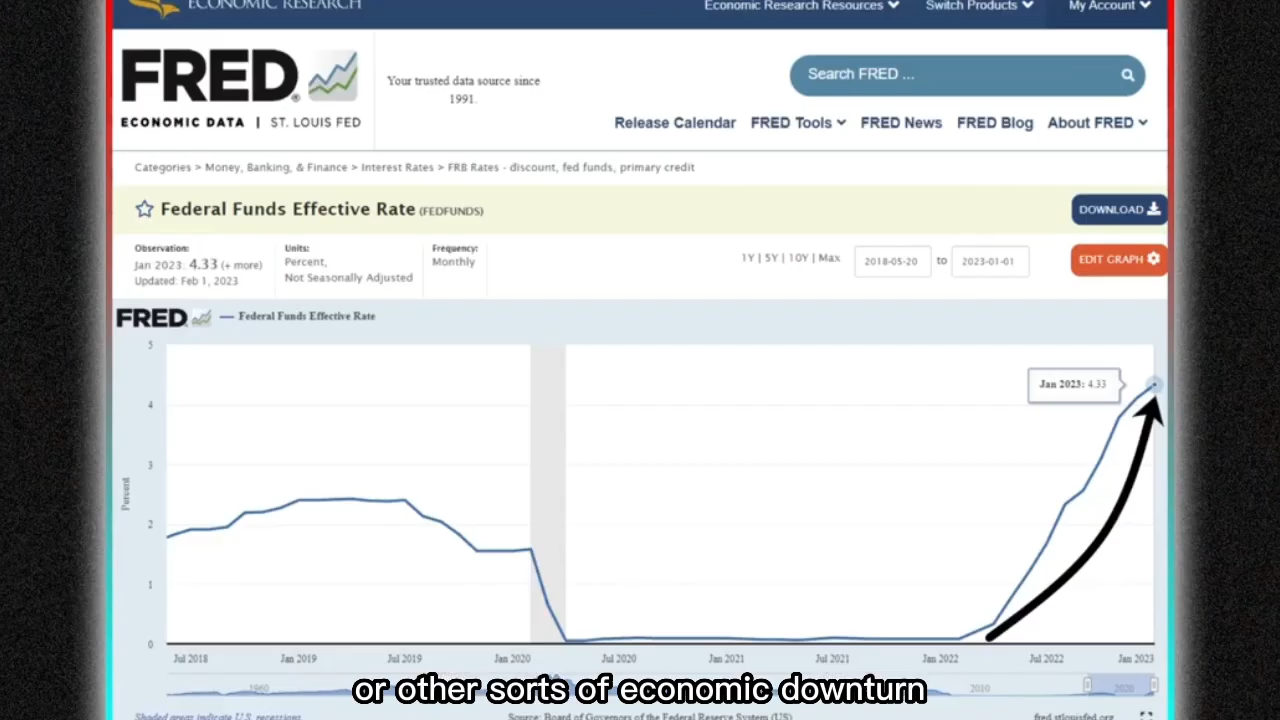 ECONOMIC RESEARCH
Economic Research Resources
Switch Products
My Account
FRED®
ECONOMIC DATA | ST. LOUIS FED
Your trusted data source since
1991.
Search FRED ...
Release Calendar
FRED Tools
FRED News
FRED Blog
About FRED
Categories > Money, Banking, & Finance > Interest Rates > FRB Rates - discount, fed funds, primary credit
Federal Funds Effective Rate (FEDFUNDS)
DOWNLOAD
Observation:
Jan 2023: 4.33 (+ more)
Updated: Feb 1, 2023
Units:
Percent,
Not Seasonally Adjusted
Frequency:
Monthly
1Y | 5Y | 10Y | Max
2018-05-20 to 2023-01-01
EDIT GRAPH
FRED
Federal Funds Effective Rate
5
4
3
2
1
0
Percent
Jan 2023: 4.33
Jul 2018
Jan 2019
Jul 2019
Jan 2020
Jul 2020
Jan 2021
Jul 2021
Jan 2022
Jul 2022
Jan 2023
1960
2010
2020
or other sorts of economic downturn
Shaded areas indicate U.S. recessions.
Source: Board of Governors of the Federal Reserve System (US)
fred.stlouisfed.org